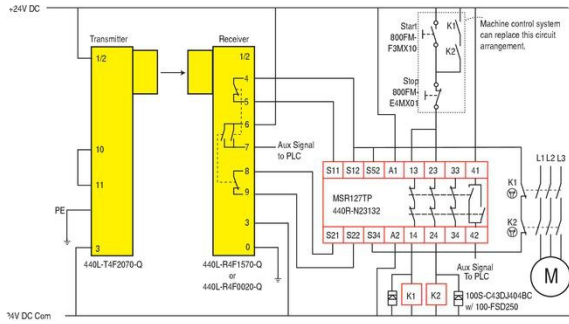 +24V DC
Transmitter
Receiver
1/2
1/2
10
11
PE
3
440L-T4F2070-Q
4
5
6
7
8
9
3
0
Aux Signal
to PLC
440L-R4F1570-Q
or
440L-R4F0020-Q
Start
800FM-
F3MX10
Stop
800FM-
E4MX01
K1
K2
Machine control system
can replace this circuit
arrangement.
S11 S12 S52 A1 13 23 33 41
MSR127TP
440R-N23132
S21 S22 S34 A2 14 24 34 42
Aux Signal
to PLC
K1 K2
100S-C43DJ404BC
w/ 100-FSD250
L1 L2 L3
K1
K2
M
24V DC Com